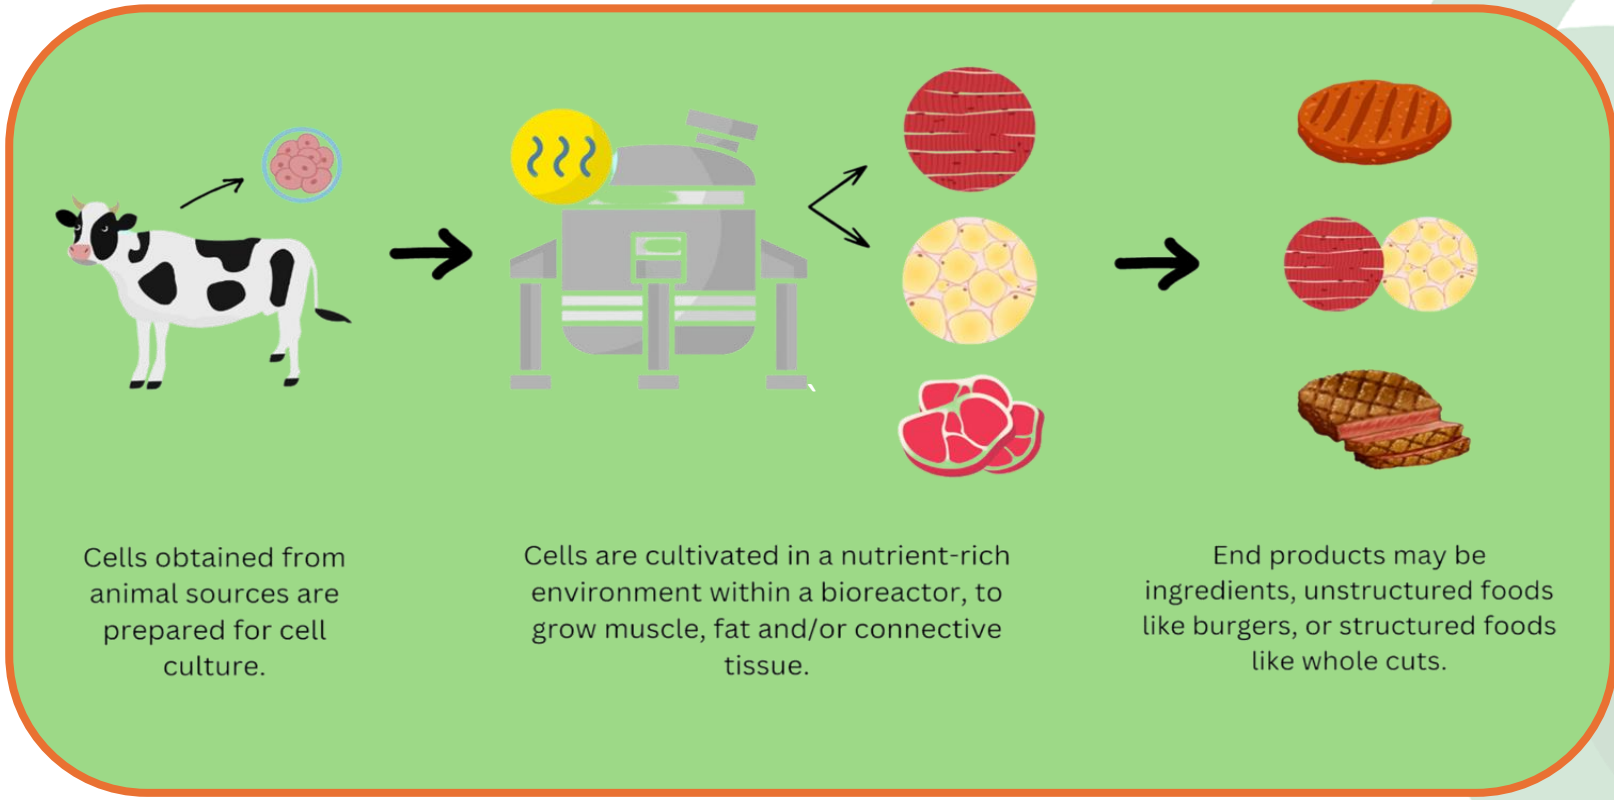 Cells obtained from
animal sources are
prepared for cell
culture.
Cells are cultivated in a nutrient-rich
environment within a bioreactor, to
grow muscle, fat and/or connective
tissue.
End products may be
ingredients, unstructured foods
like burgers, or structured foods
like whole cuts.